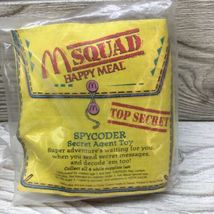 M SQUAD
HAPPY MEAL
TOP SECRET
SPYCODER
Secret Agent Toy
Super adventure's waiting for you,
when you send secret messages,
and decode 'em too!
Collect all 4 while supplies last.